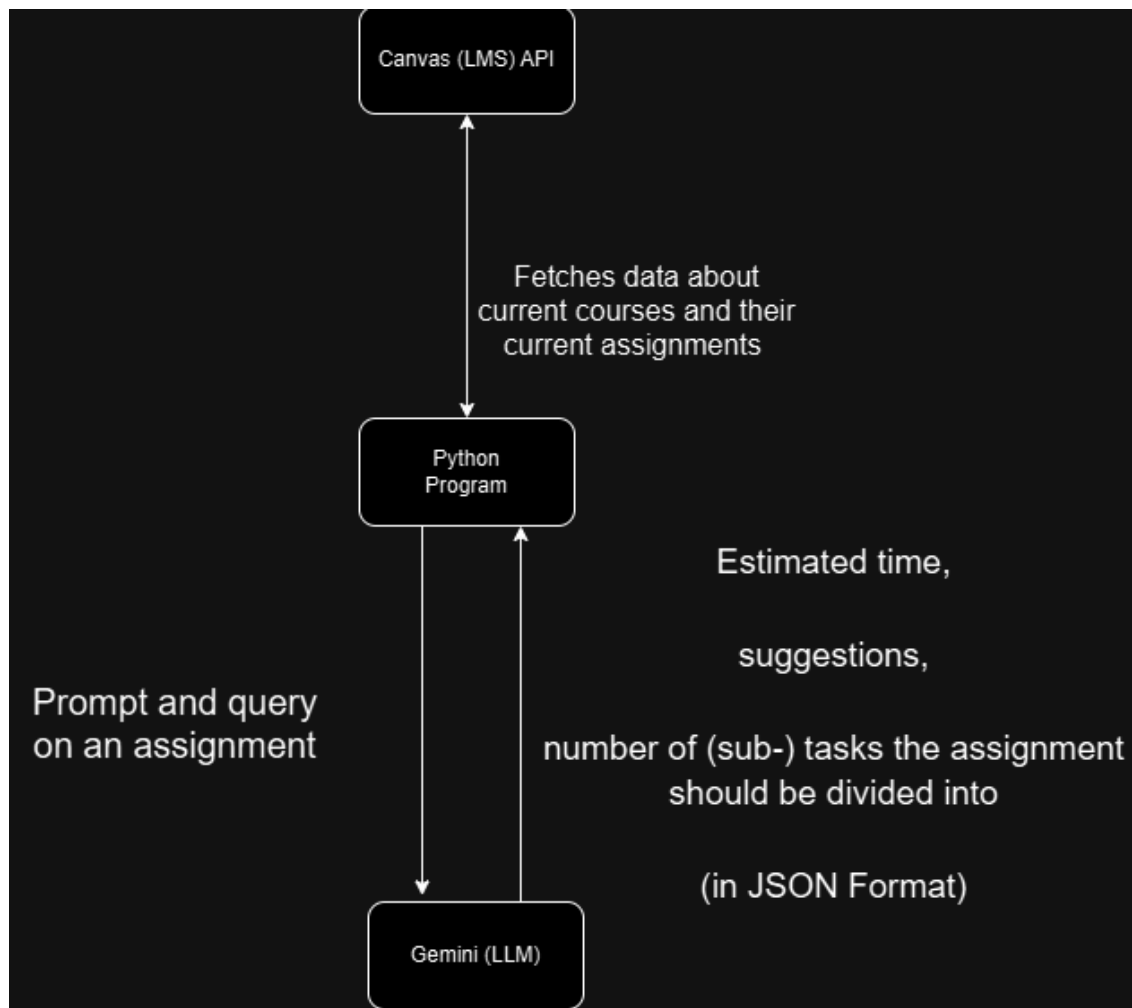 Canvas (LMS) API
Fetches data about
current courses and their
current assignments
Python
Program
Estimated time,
suggestions,
number of (sub-) tasks the assignment
should be divided into
(in JSON Format)
Prompt and query
on an assignment
Gemini (LLM)